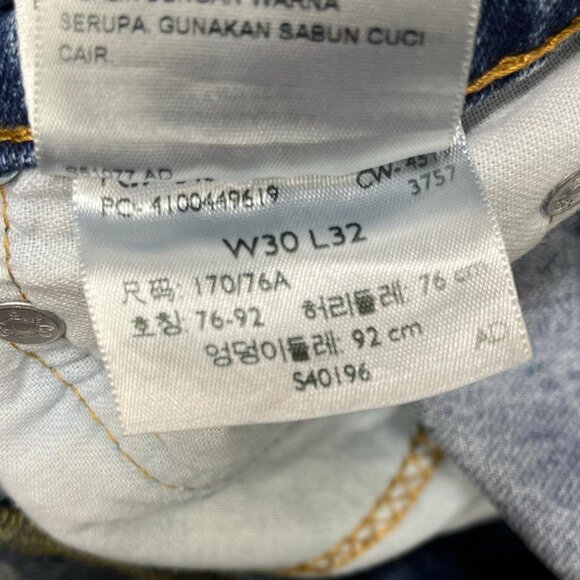 WARNA
SERUPA. GUNAKAN SABUN CUCI
CAIR.
PC:- 4100449619
3757
W30 L32
尺码: 170/76A
호칭: 76-92 허리둘레: 76 cm
엉덩이둘레: 92 cm
AD
S40196